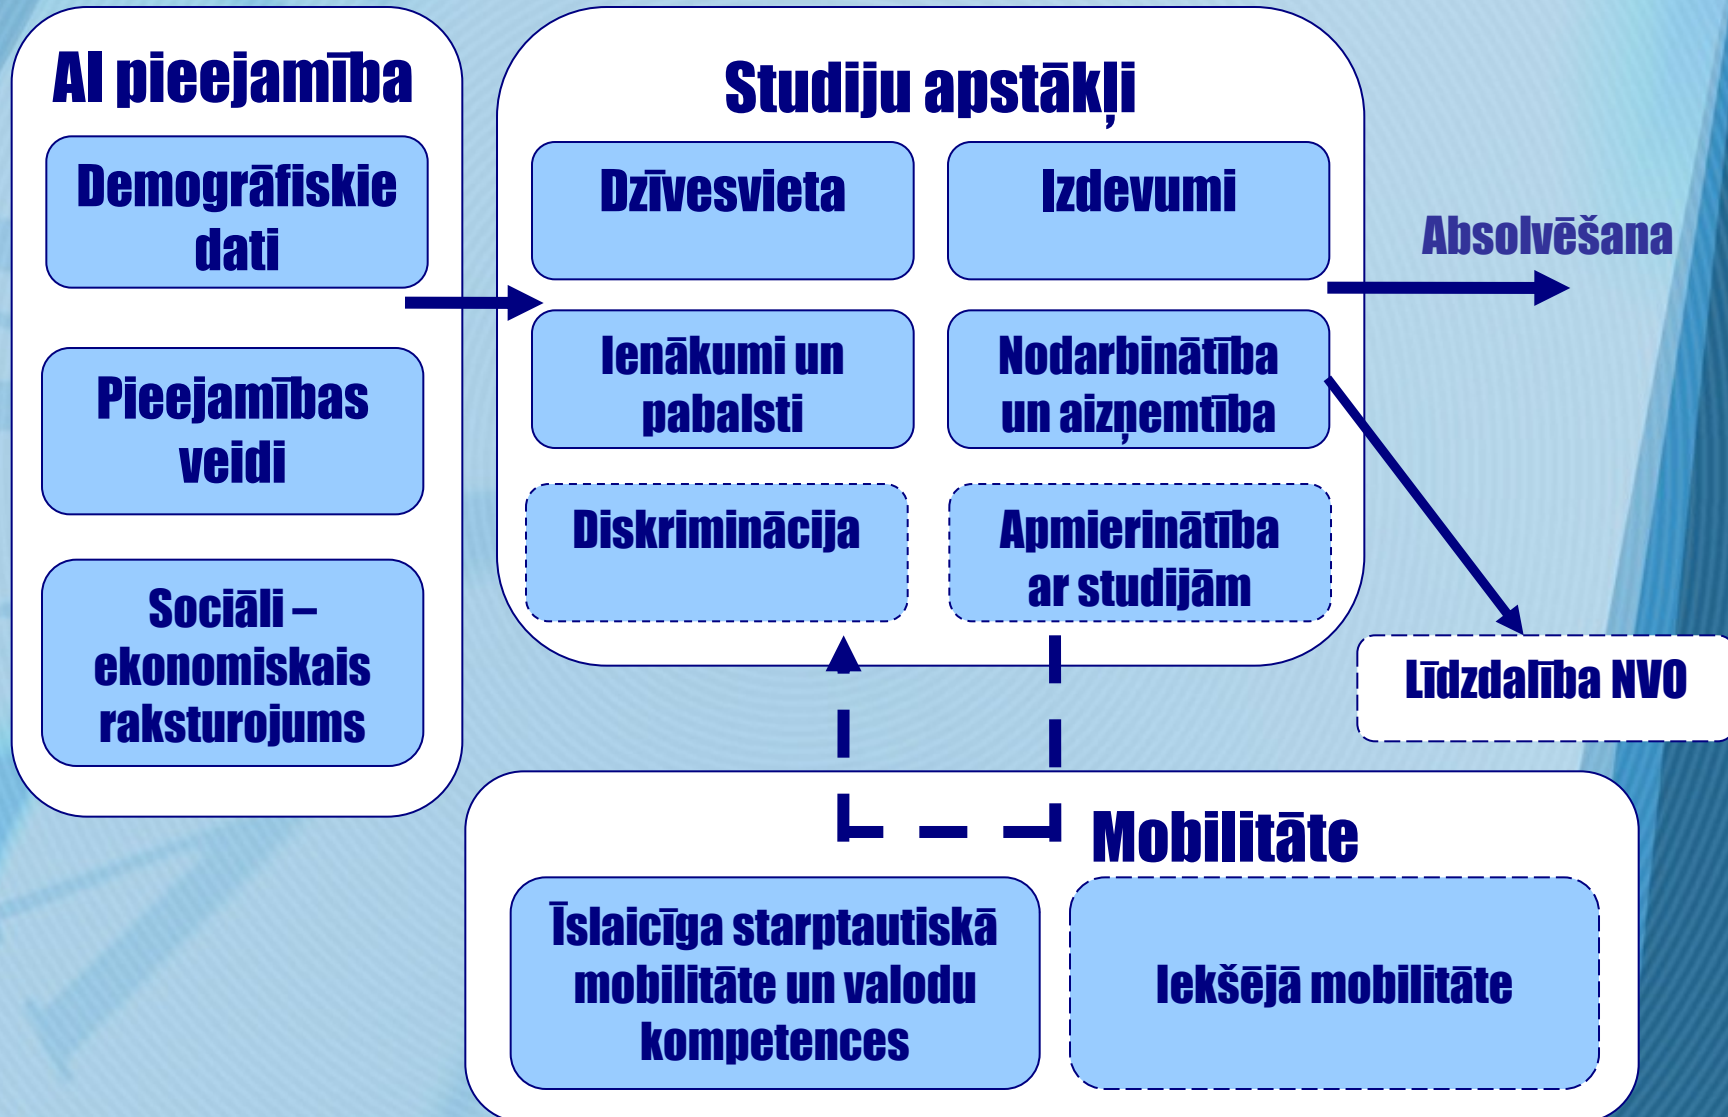 AI pieejamība
Demogrāfiskie
dati
Pieejamības
veidi
Sociāli –
ekonomiskais
raksturojums
Studiju apstākļi
Dzīvesvieta
Izdevumi
Ienākumi un
pabalsti
Nodarbinātība
un aizņemtība
Diskriminācija
Apmierinātība
ar studijām
Absolvēšana
Līdzdalība NVO
Mobilitāte
Īslaicīga starptautiskā
mobilitāte un valodu
kompetences
Iekšējā mobilitāte